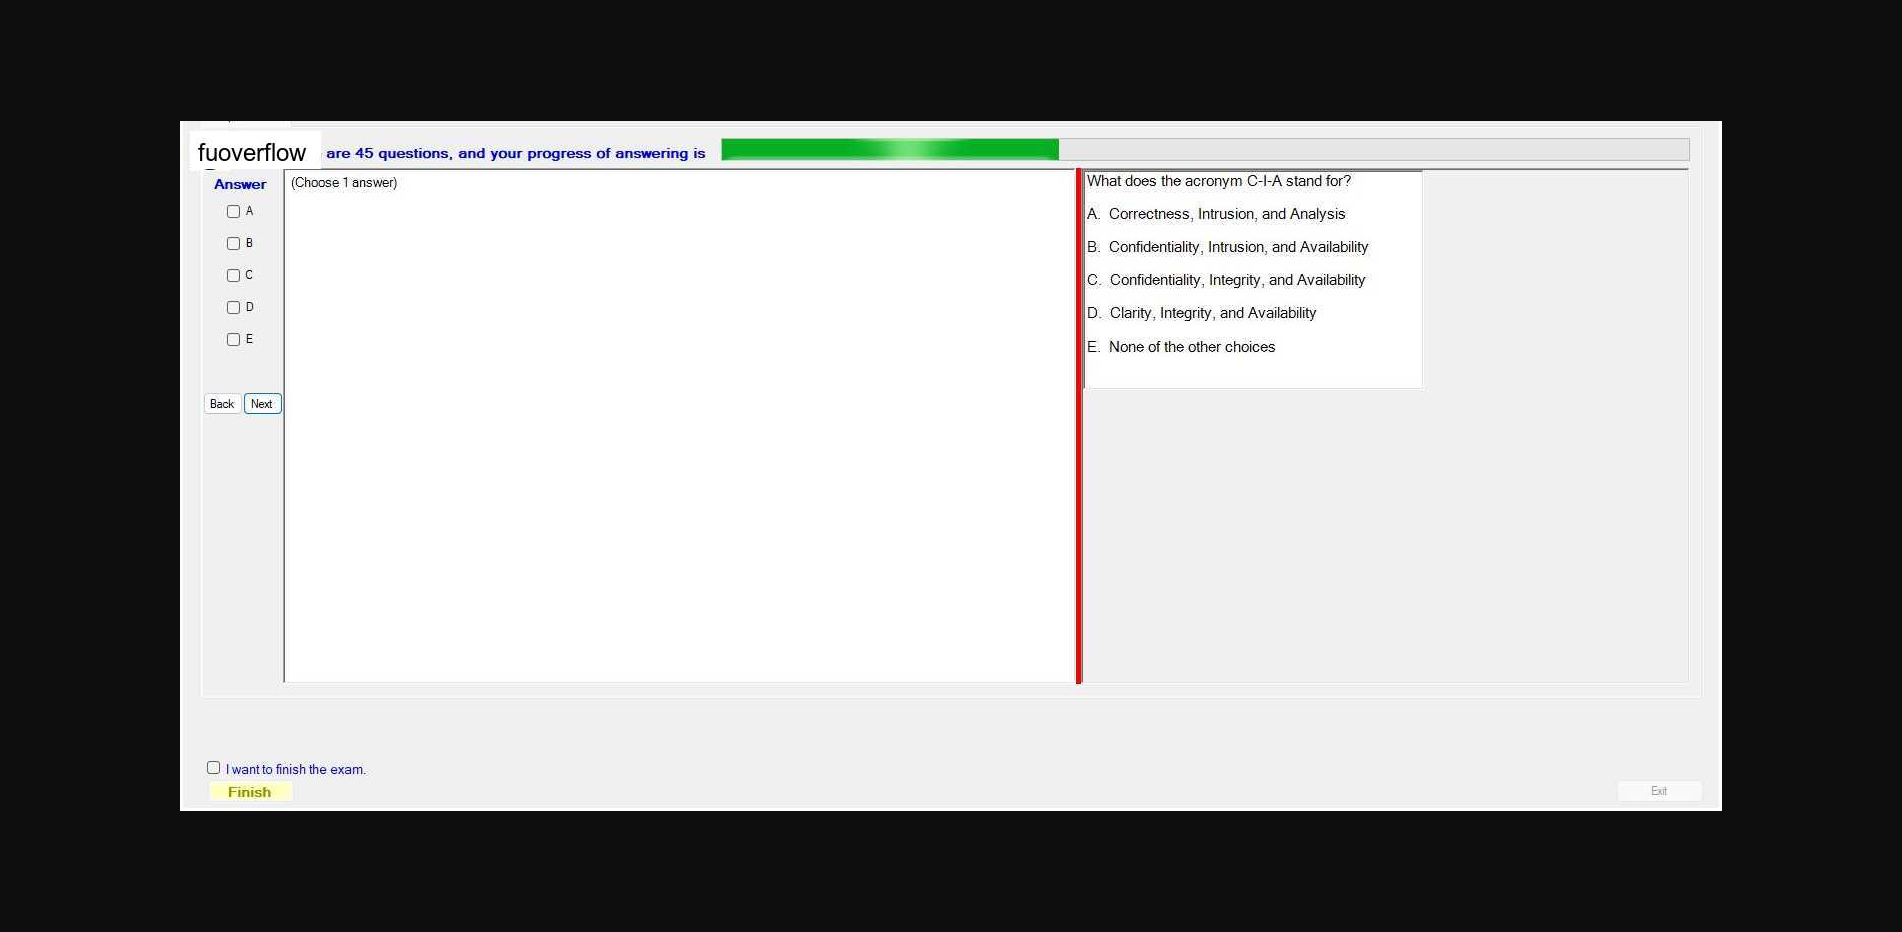 fuoverflow are 45 questions, and your progress of answering is
Answer
(Choose 1 answer)
A
B
C
D
E
Back Next
What does the acronym C-I-A stand for?
A. Correctness, Intrusion, and Analysis
B. Confidentiality, Intrusion, and Availability
C. Confidentiality, Integrity, and Availability
D. Clarity, Integrity, and Availability
E. None of the other choices
I want to finish the exam.
Finish
Exit